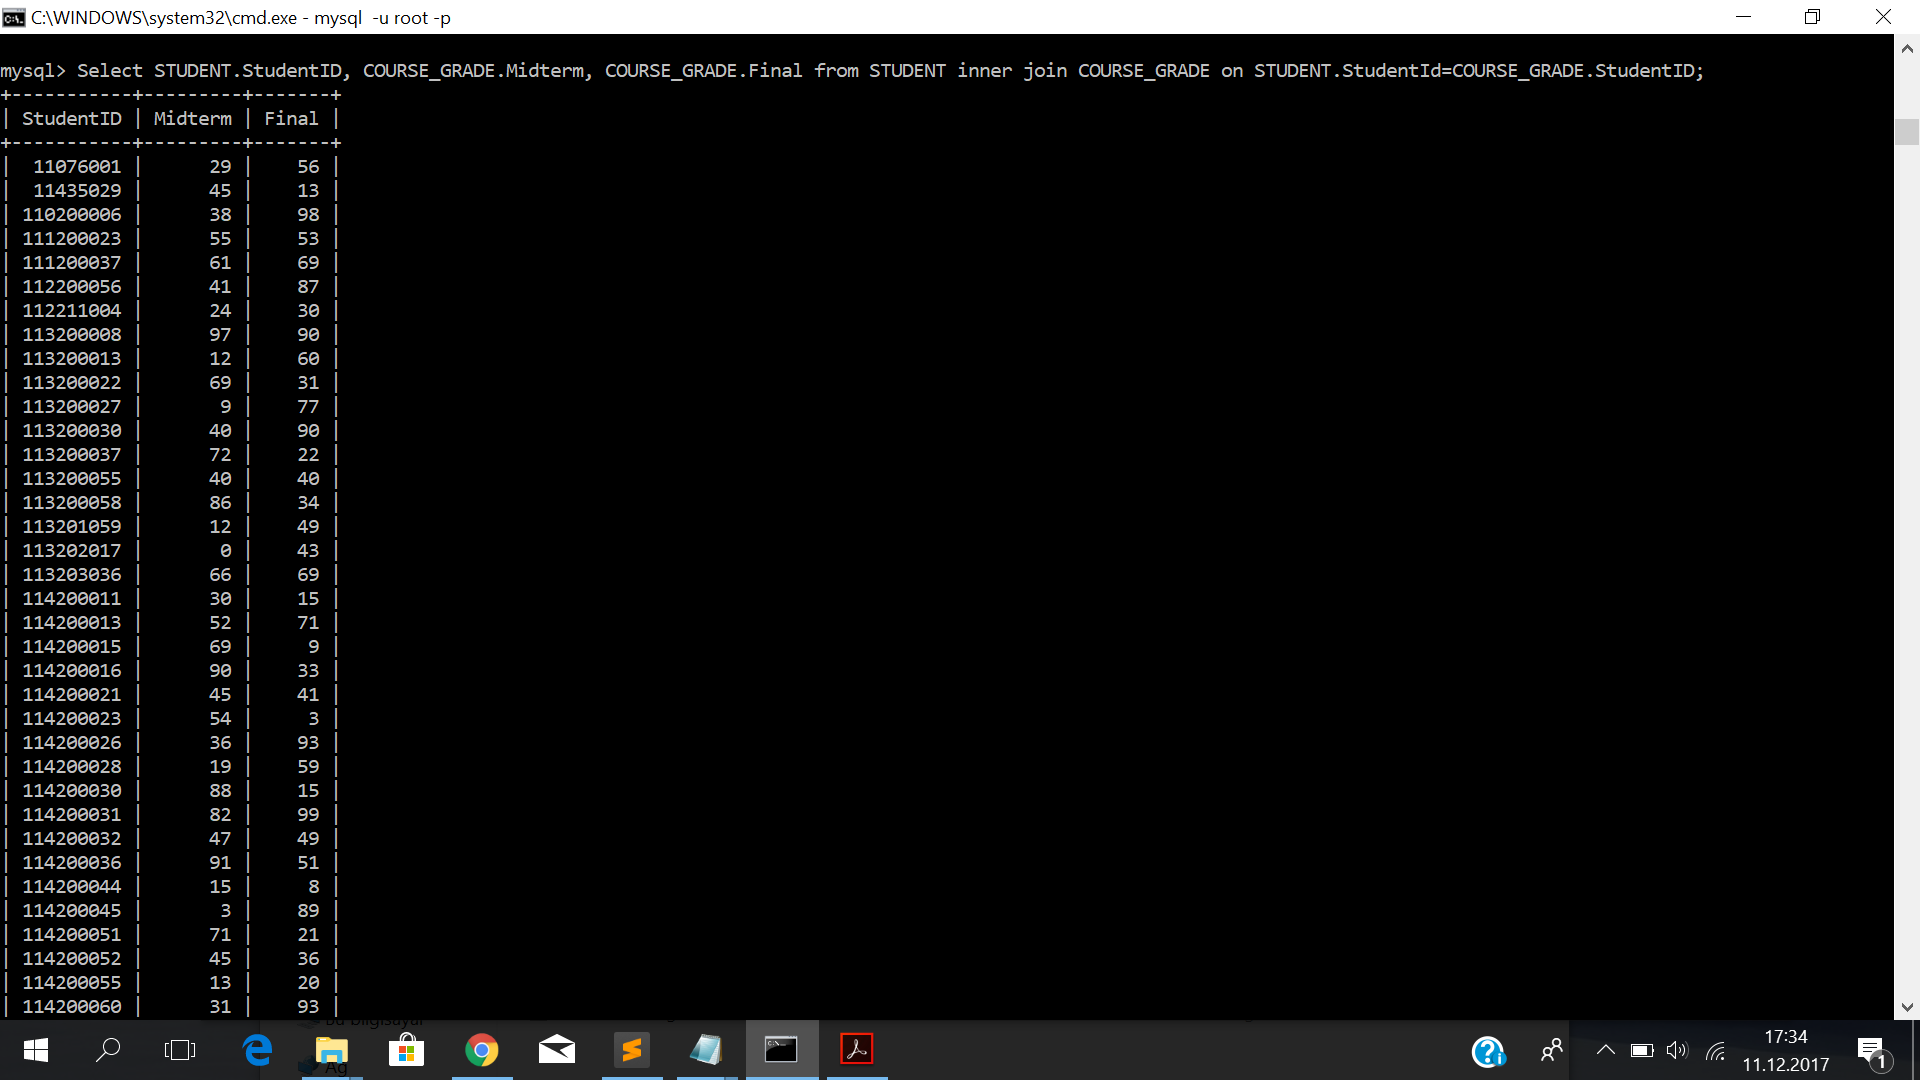 C:\WINDOWS\system32\cmd.exe - mysql  -u root -p
mysql> Select STUDENT.StudentID, COURSE_GRADE.Midterm, COURSE_GRADE.Final from STUDENT inner join COURSE_GRADE on STUDENT.StudentId=COURSE_GRADE.StudentID;
+-----------+---------+-------+
| StudentID | Midterm | Final |
+-----------+---------+-------+
|  11076001 |      29 |    56 |
|  11435029 |      45 |    13 |
| 110200006 |      38 |    98 |
| 111200023 |      55 |    53 |
| 111200037 |      61 |    69 |
| 112200056 |      41 |    87 |
| 112211004 |      24 |    30 |
| 113200008 |      97 |    90 |
| 113200013 |      12 |    60 |
| 113200022 |      69 |    31 |
| 113200027 |       9 |    77 |
| 113200030 |      40 |    90 |
| 113200037 |      72 |    22 |
| 113200055 |      40 |    40 |
| 113200058 |      86 |    34 |
| 113201059 |      12 |    49 |
| 113202017 |       0 |    43 |
| 113203036 |      66 |    69 |
| 114200011 |      30 |    15 |
| 114200013 |      52 |    71 |
| 114200015 |      69 |     9 |
| 114200016 |      90 |    33 |
| 114200021 |      45 |    41 |
| 114200023 |      54 |     3 |
| 114200026 |      36 |    93 |
| 114200028 |      19 |    59 |
| 114200030 |      88 |    15 |
| 114200031 |      82 |    99 |
| 114200032 |      47 |    49 |
| 114200036 |      91 |    51 |
| 114200044 |      15 |     8 |
| 114200045 |       3 |    89 |
| 114200051 |      71 |    21 |
| 114200052 |      45 |    36 |
| 114200055 |      13 |    20 |
| 114200060 |      31 |    93 |
Ağ
17:34
11.12.2017
1